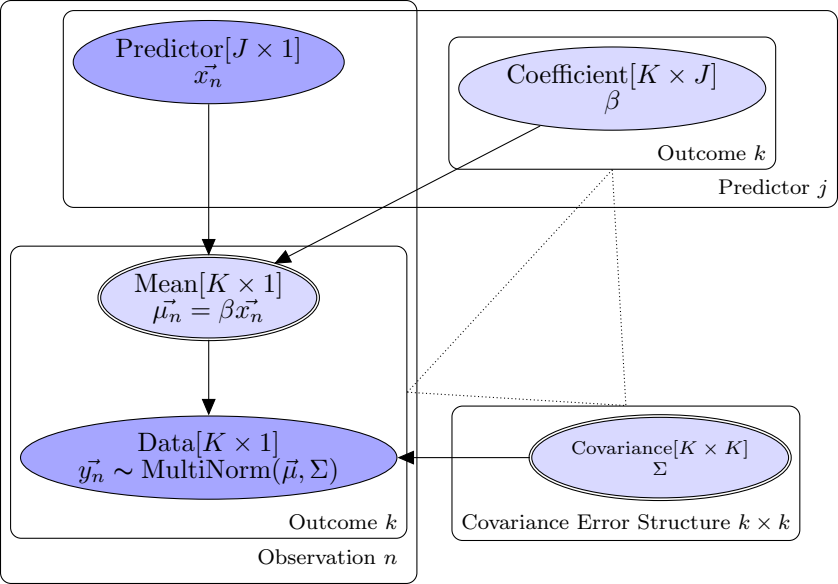 Predictor[J × 1]
x⃗ₙ
Coefficient[K × J]
β
Outcome k
Predictor j
Mean[K × 1]
μ⃗ₙ = βx⃗ₙ
Data[K × 1]
y⃗ₙ ∼ MultiNorm(μ⃗, Σ)
Outcome k
Observation n
Covariance[K × K]
Σ
Covariance Error Structure k × k